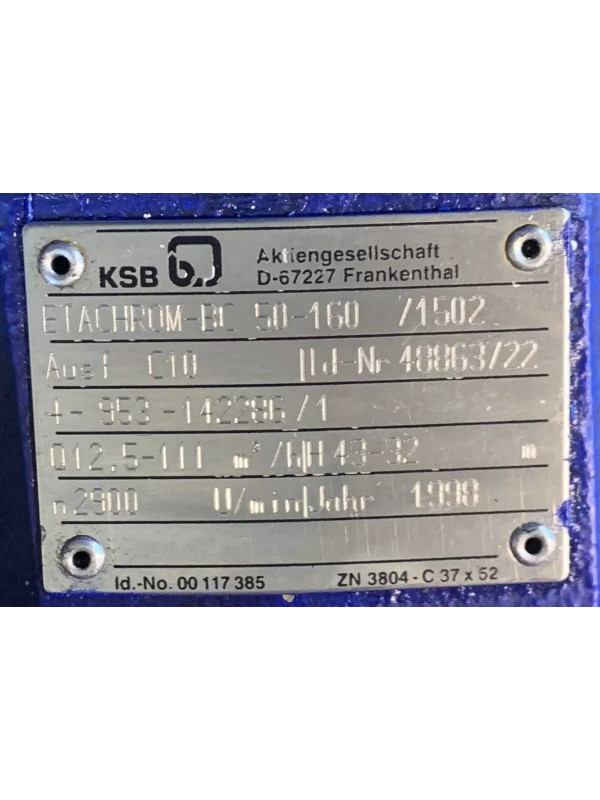 KSB Aktiengesellschaft
D-67227 Frankenthal
ETACHROM-BC 50-160 /1502
Ausf C10 Id-Nr 48863/22
4-953-142286/1
Q12,5-111 m³/h H 43-32 m
n 2900 U/min Jahr 1998
Id.-No. 00 117 385 ZN 3804 - C 37 x 52